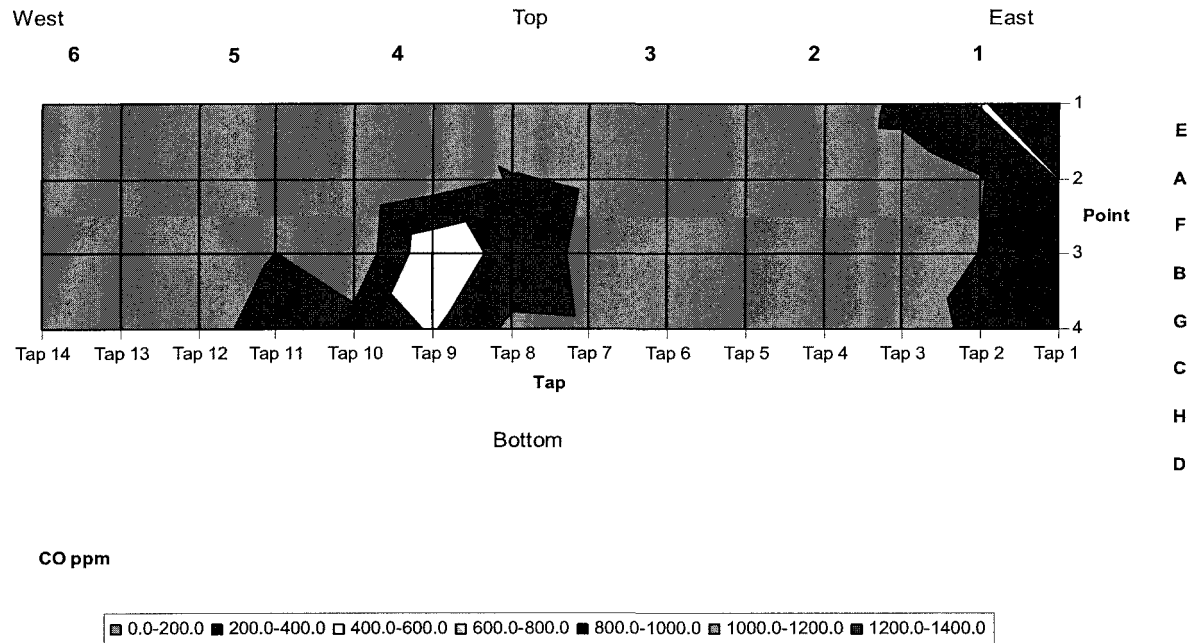 West Top East
6 5 4 3 2 1
1
E
2
A
Point
F
3
B
4
G
Tap 14 Tap 13 Tap 12 Tap 11 Tap 10 Tap 9 Tap 8 Tap 7 Tap 6 Tap 5 Tap 4 Tap 3 Tap 2 Tap 1
C
Tap
H
Bottom
D
CO ppm
0.0-200.0 200.0-400.0 400.0-600.0 600.0-800.0 800.0-1000.0 1000.0-1200.0 1200.0-1400.0